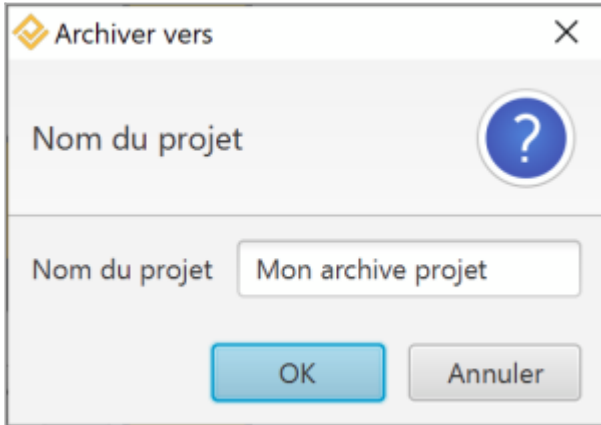 Archiver vers
Nom du projet
?
Nom du projet Mon archive projet
OK Annuler